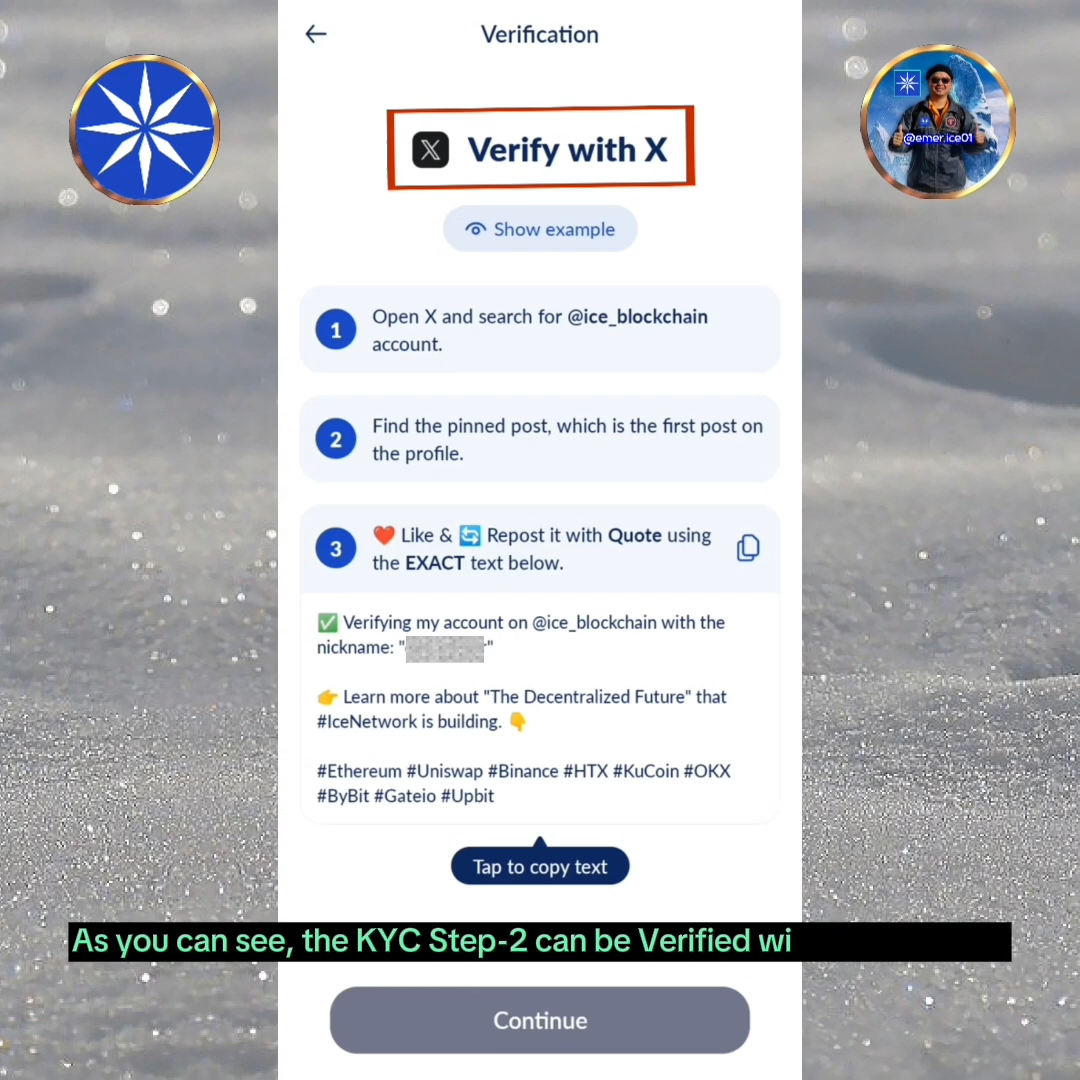 Verification
@emer.ice01
Verify with X
Show example
1
Open X and search for @ice_blockchain
account.
2
Find the pinned post, which is the first post on
the profile.
3
❤️ Like & 🔄 Repost it with Quote using
the EXACT text below.
✅ Verifying my account on @ice_blockchain with the
nickname: "r"
👉 Learn more about "The Decentralized Future" that
#IceNetwork is building. 👇
#Ethereum #Uniswap #Binance #HTX #KuCoin #OKX
#ByBit #Gateio #Upbit
Tap to copy text
As you can see, the KYC Step-2 can be Verified wi
Continue